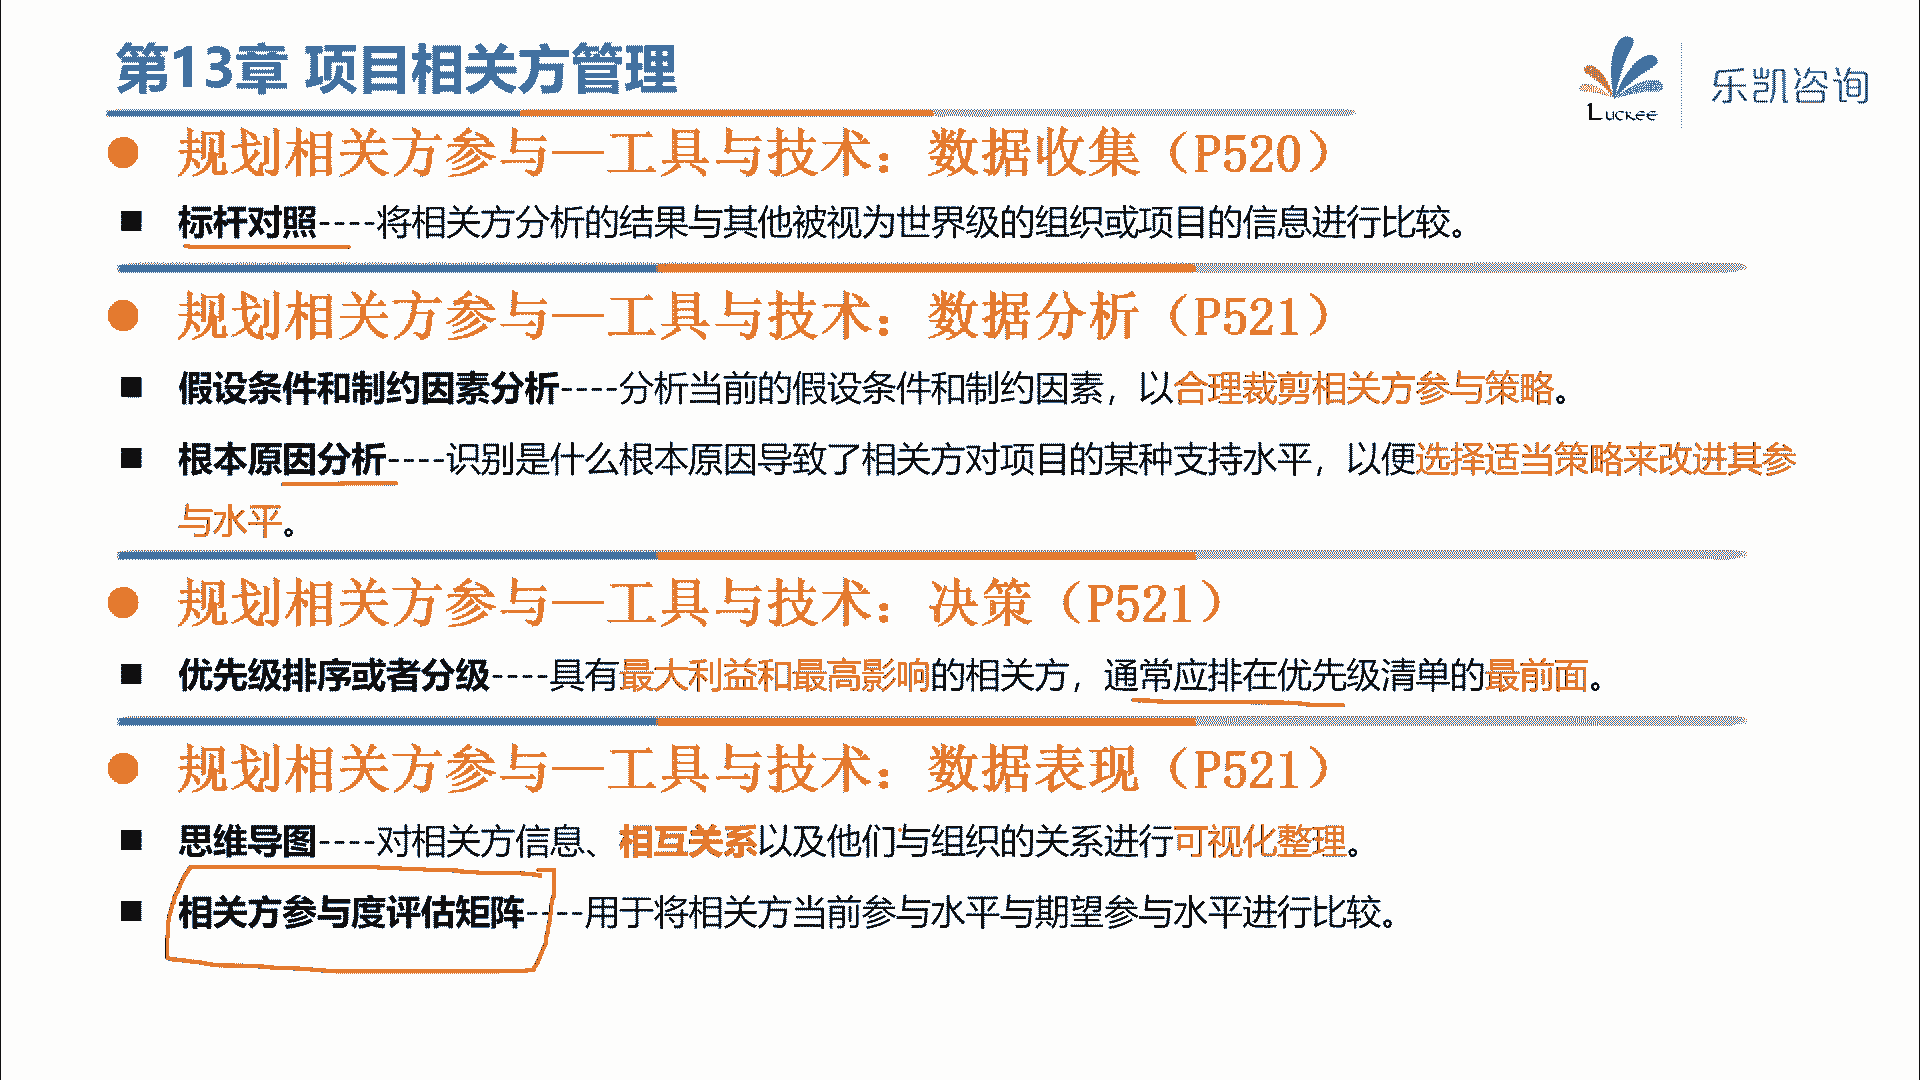 第13章 项目相关方管理
Luckee
乐凯咨询
规划相关方参与—工具与技术：数据收集（P520）
标杆对照----将相关方分析的结果与其他被视为世界级的组织或项目的信息进行比较。
规划相关方参与—工具与技术：数据分析（P521）
假设条件和制约因素分析----分析当前的假设条件和制约因素，以合理裁剪相关方参与策略。
根本原因分析----识别是什么根本原因导致了相关方对项目的某种支持水平，以便选择适当策略来改进其参
与水平。
规划相关方参与—工具与技术：决策（P521）
优先级排序或者分级----具有最大利益和最高影响的相关方，通常应排在优先级清单的最前面。
规划相关方参与—工具与技术：数据表现（P521）
思维导图----对相关方信息、相互关系以及他们与组织的关系进行可视化整理。
相关方参与度评估矩阵----用于将相关方当前参与水平与期望参与水平进行比较。